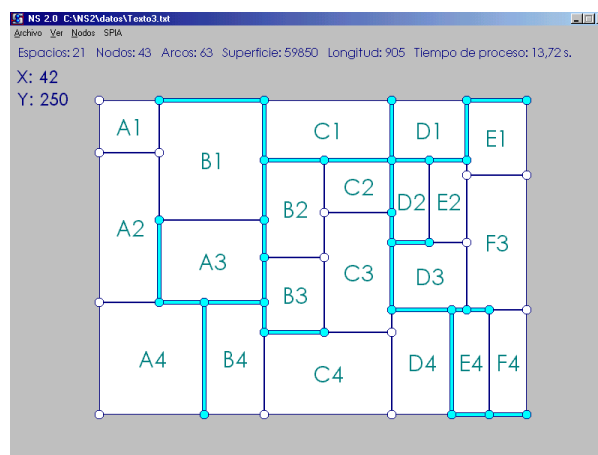 NS 2.0 C:\NS2\datos\Texto3.txt
Archivo Ver Nodos SPIA
Espacios: 21 Nodos: 43 Arcos: 63 Superficie: 59850 Longitud: 905 Tiempo de proceso: 13,72 s.
X: 42
Y: 250
A1 B1 C1 D1 E1
A2 B2 C2 D2 E2
A3 B3 C3 D3 F3
A4 B4 C4 D4 E4 F4